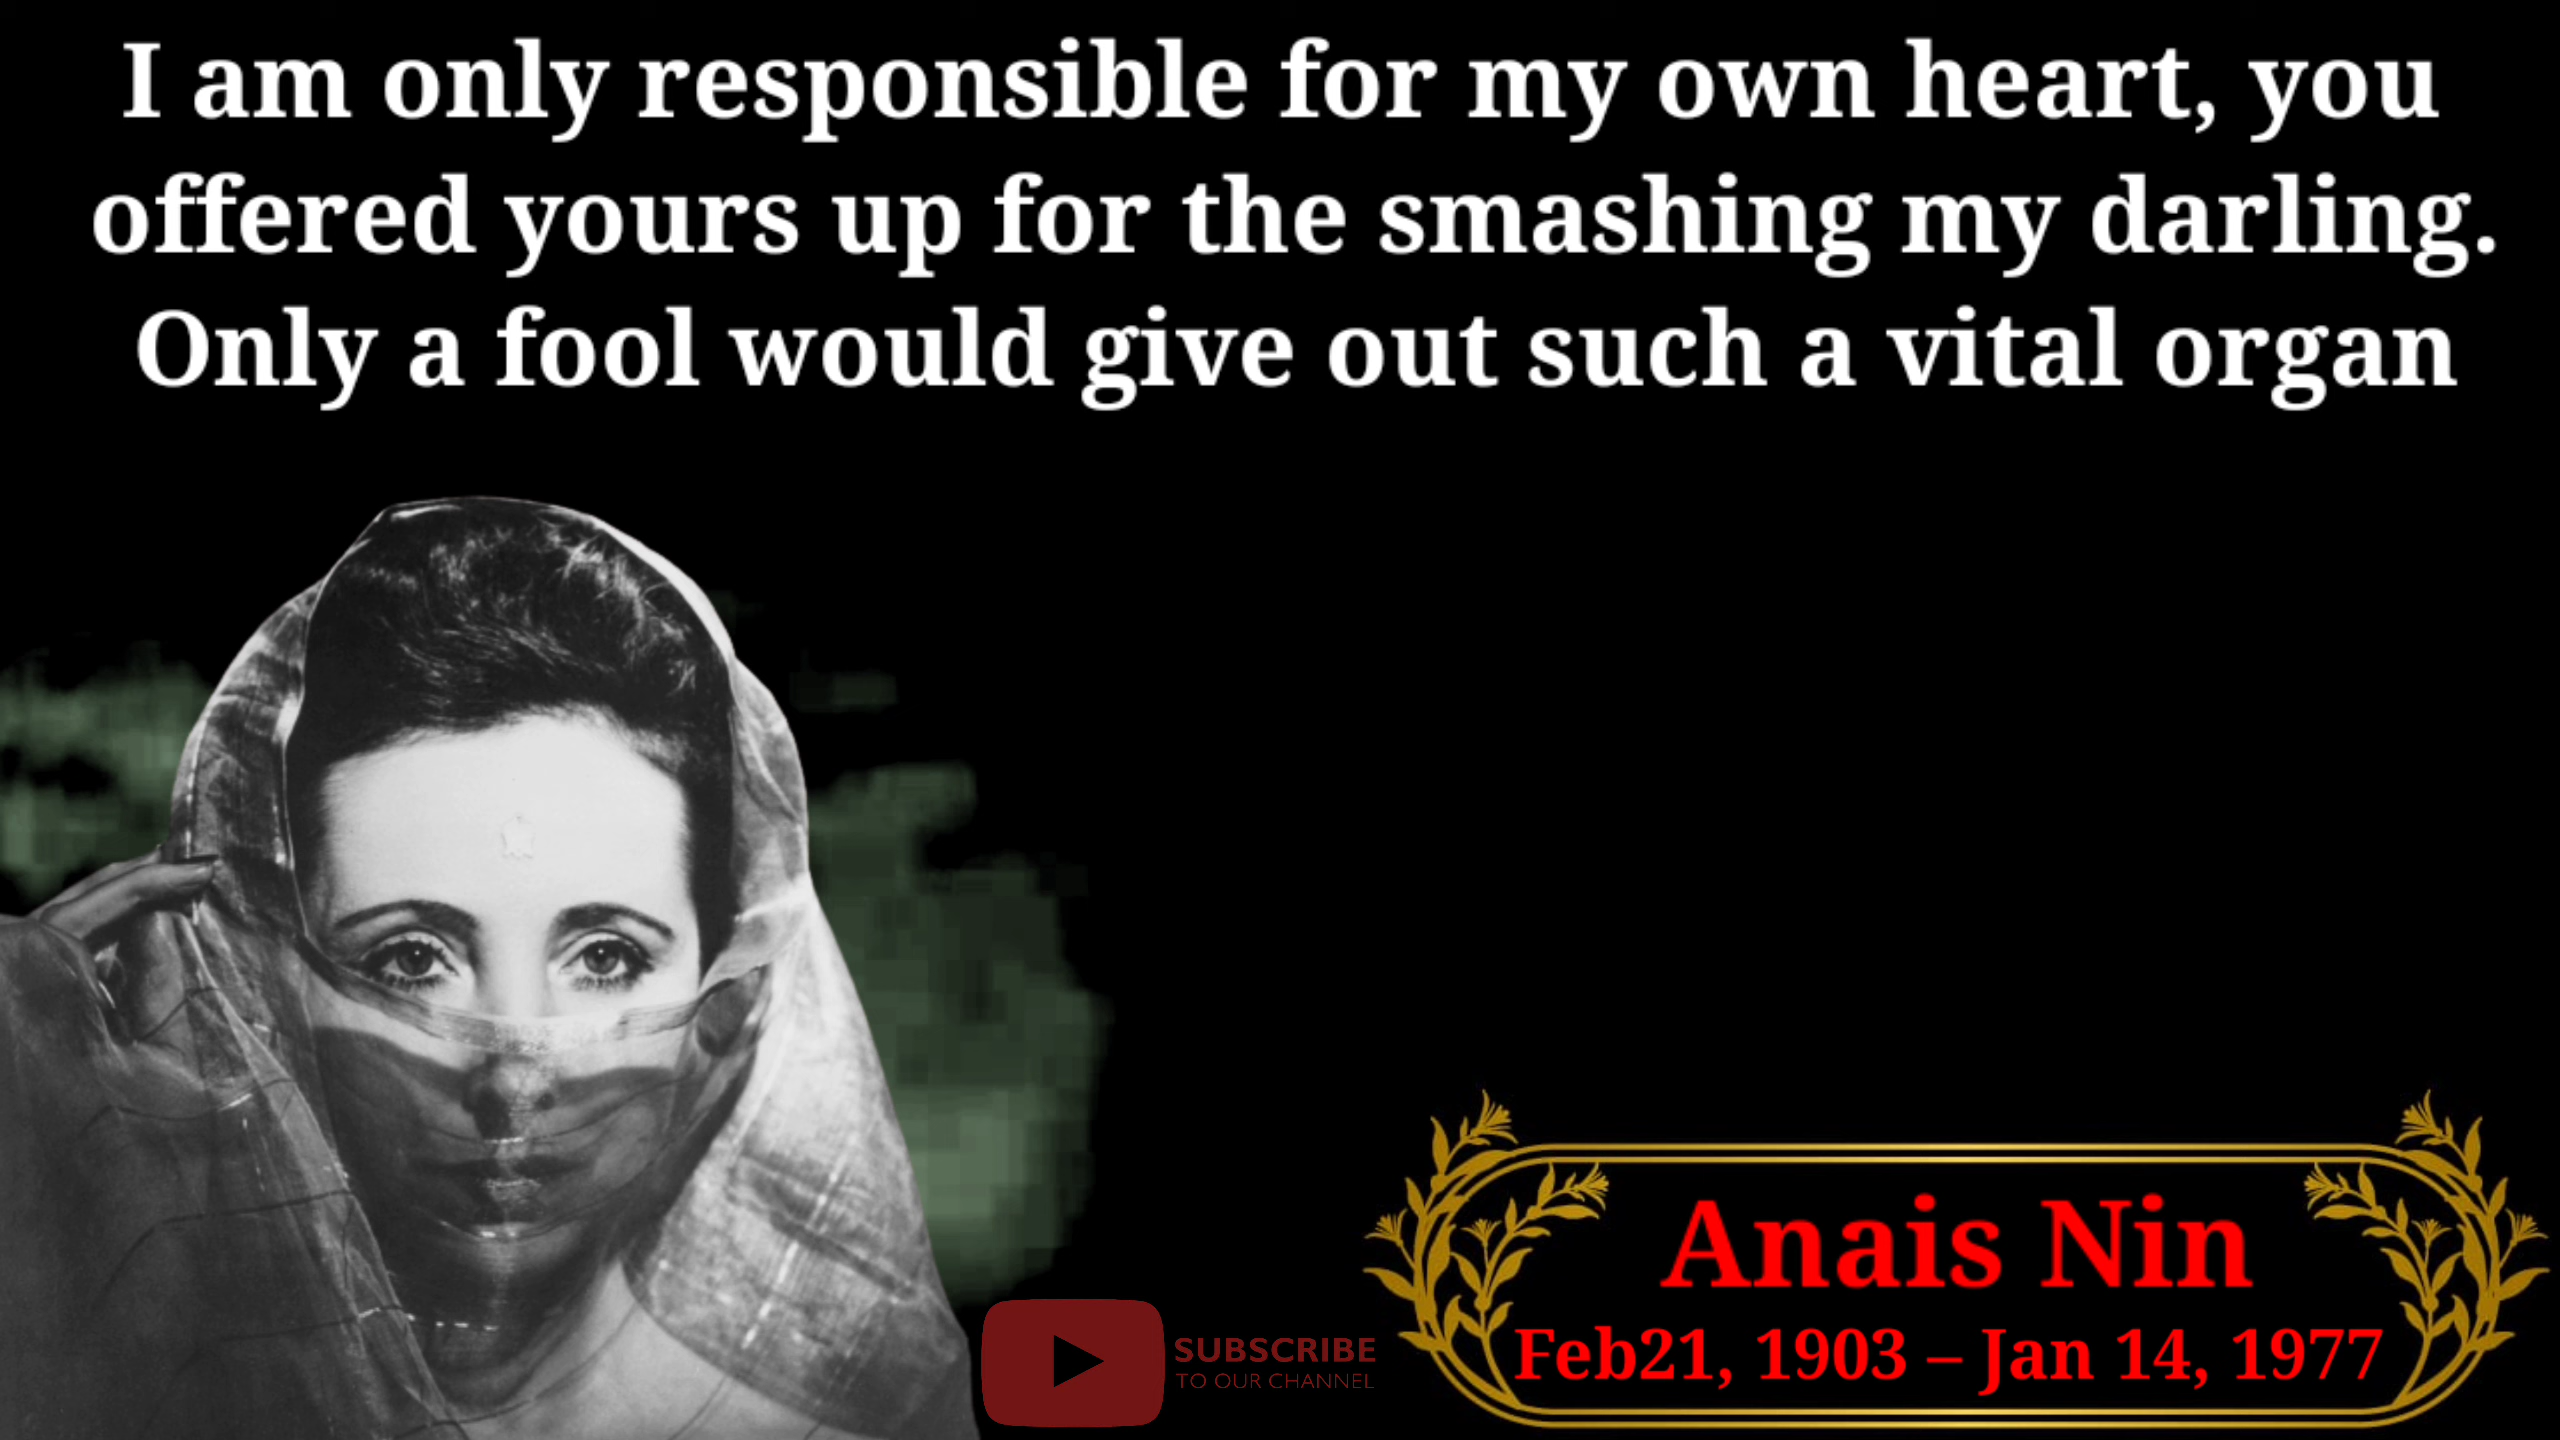 I am only responsible for my own heart, you
offered yours up for the smashing my darling.
Only a fool would give out such a vital organ
Anais Nin
Feb21, 1903 – Jan 14, 1977
SUBSCRIBE
TO OUR CHANNEL